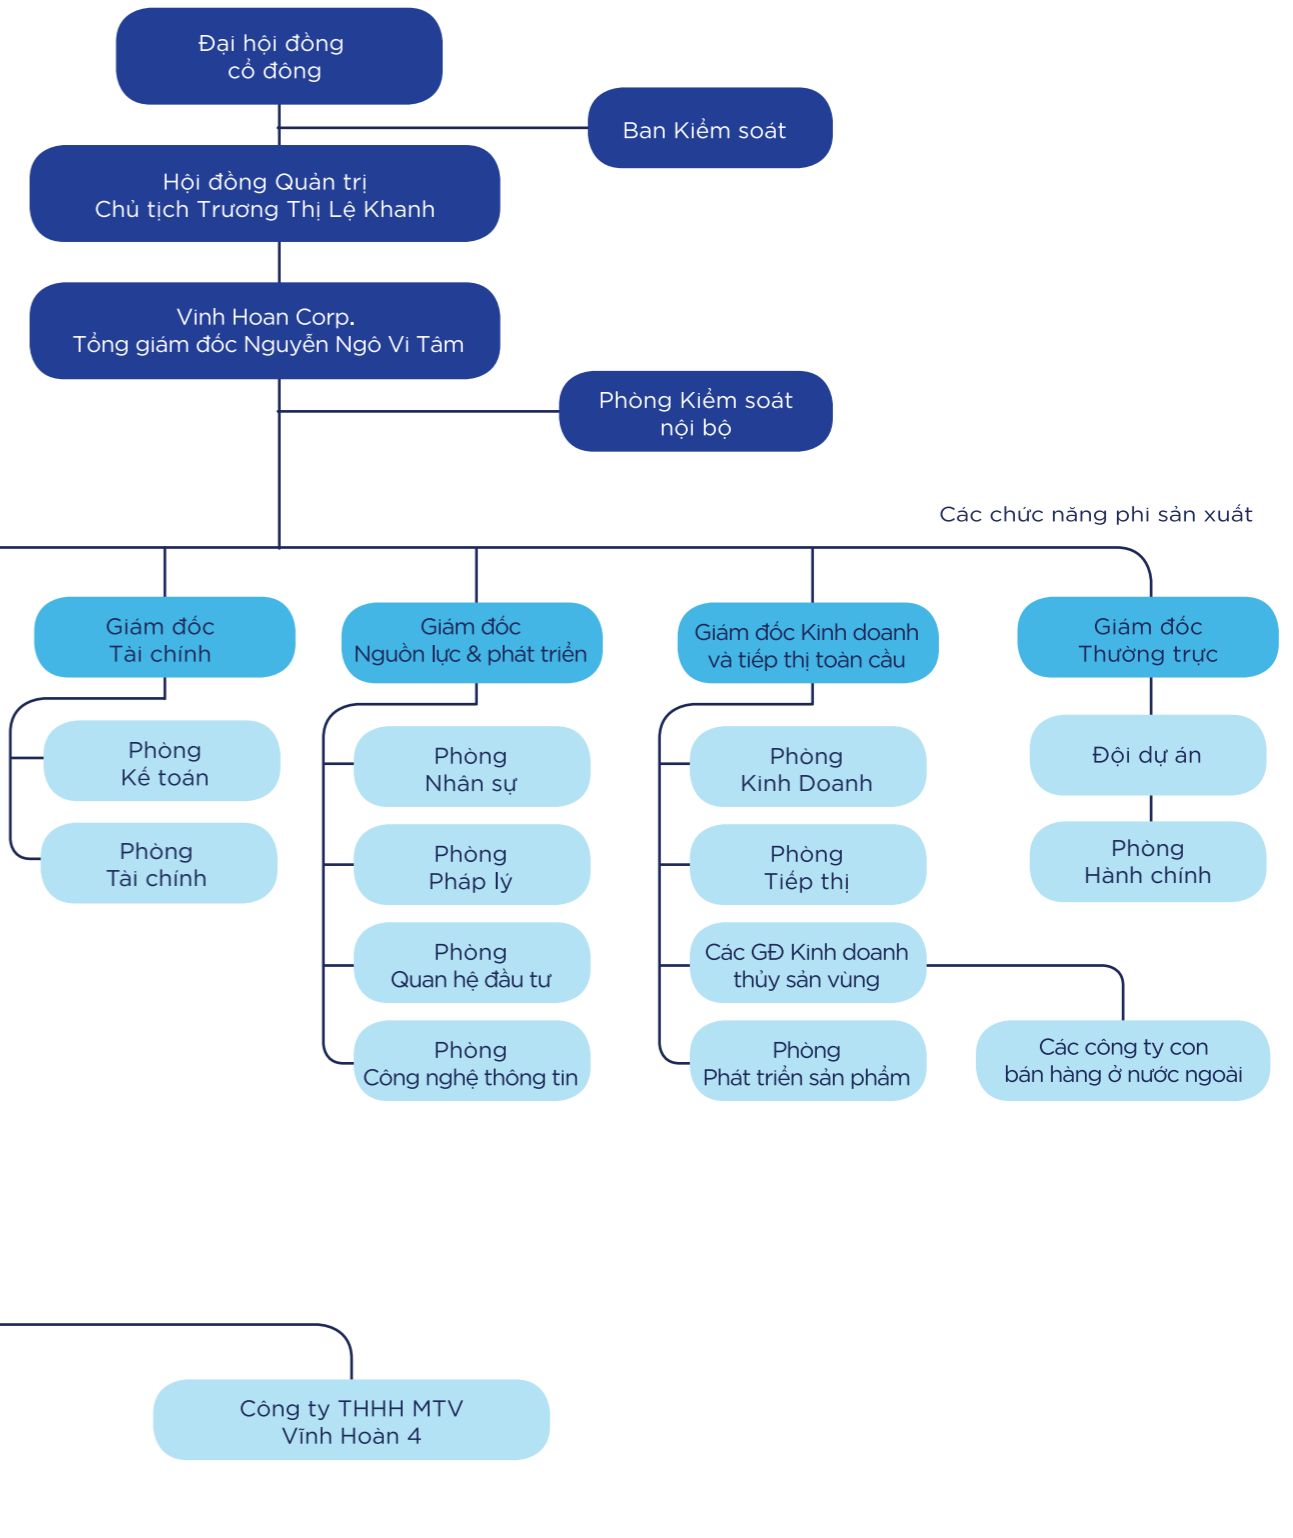 Đại hội đồng
cổ đông
Ban Kiểm soát
Hội đồng Quản trị
Chủ tịch Trương Thị Lệ Khanh
Vinh Hoan Corp.
Tổng giám đốc Nguyễn Ngô Vi Tâm
Phòng Kiểm soát
nội bộ
Các chức năng phi sản xuất
Giám đốc
Tài chính
Phòng
Kế toán
Phòng
Tài chính
Giám đốc
Nguồn lực & phát triển
Phòng
Nhân sự
Phòng
Pháp lý
Phòng
Quan hệ đầu tư
Phòng
Công nghệ thông tin
Giám đốc Kinh doanh
và tiếp thị toàn cầu
Phòng
Kinh Doanh
Phòng
Tiếp thị
Các GĐ Kinh doanh
thủy sản vùng
Phòng
Phát triển sản phẩm
Giám đốc
Thường trực
Đội dự án
Phòng
Hành chính
Các công ty con
bán hàng ở nước ngoài
Công ty THHH MTV
Vĩnh Hoàn 4